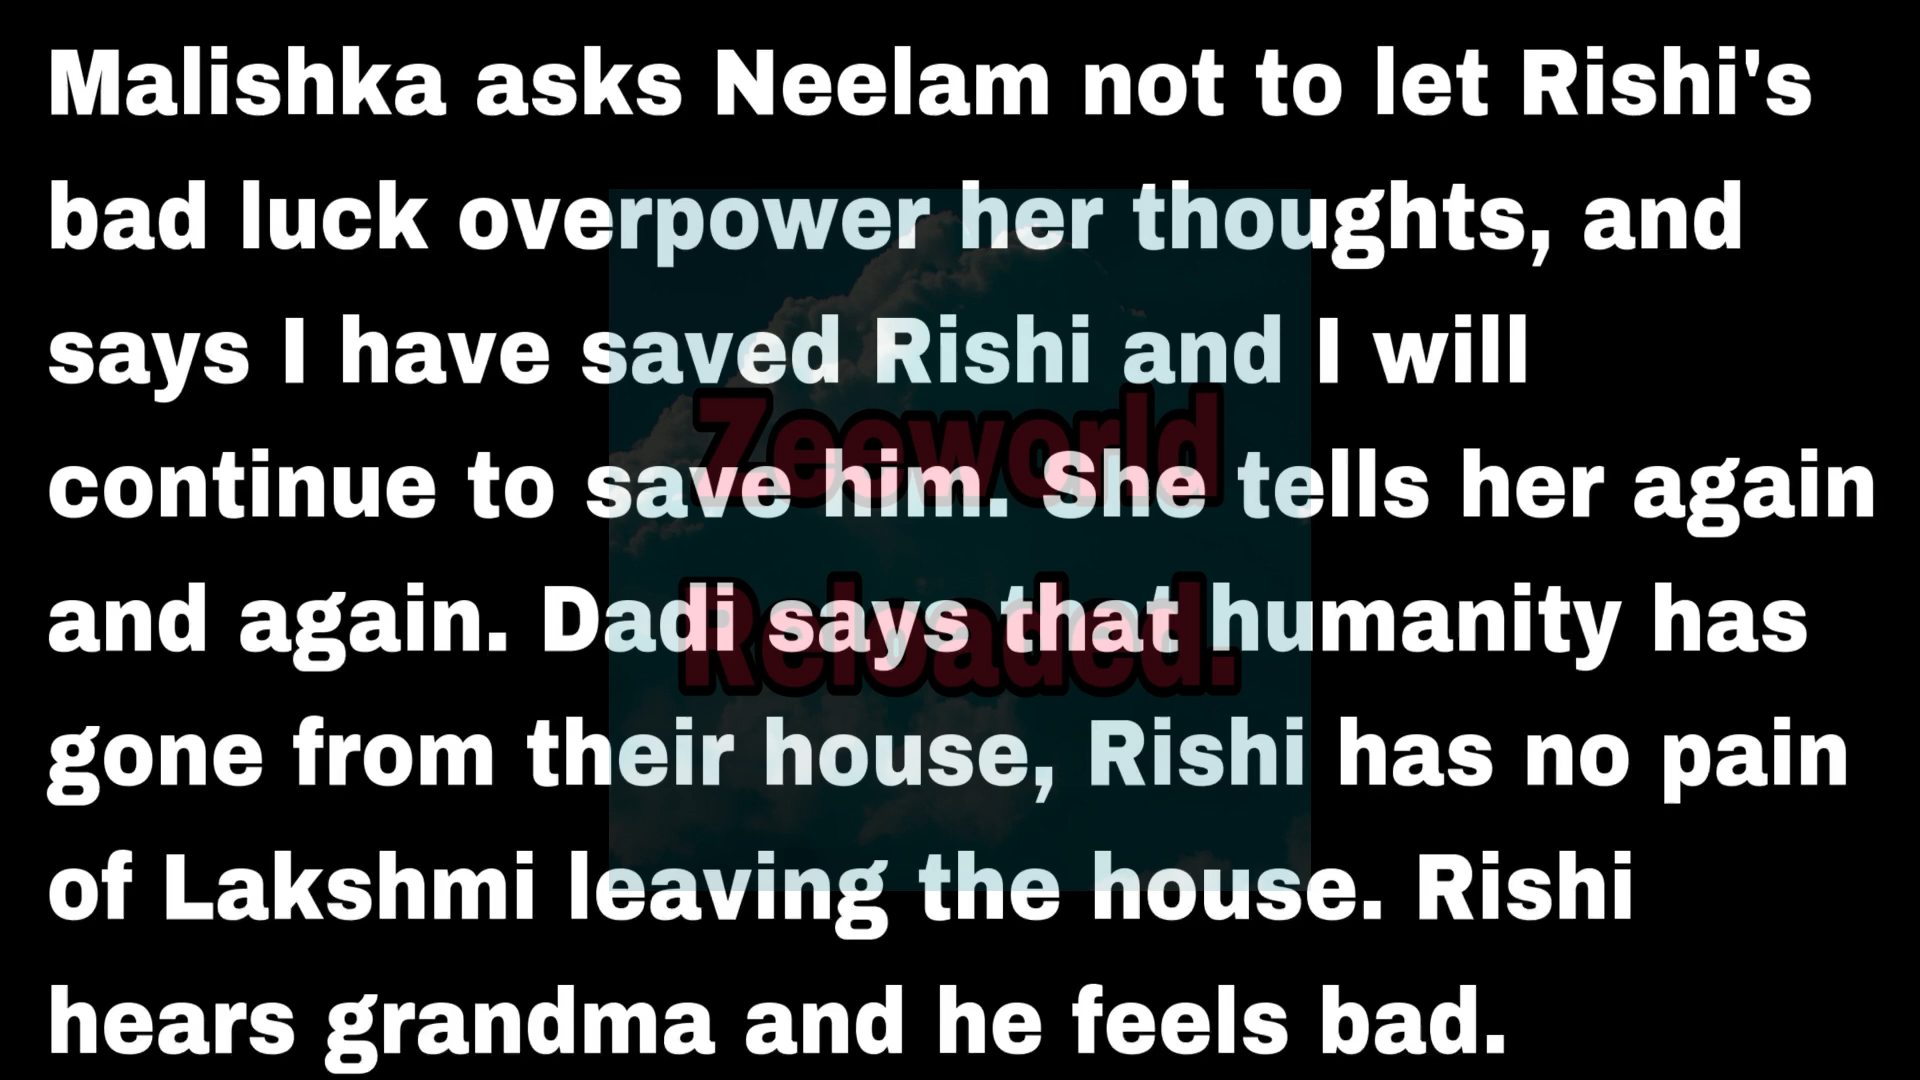 Malishka asks Neelam not to let Rishi's
bad luck overpower her thoughts, and
says I have saved Rishi and I will
continue to save him. She tells her again
and again. Dadi says that humanity has
gone from their house, Rishi has no pain
of Lakshmi leaving the house. Rishi
hears grandma and he feels bad.
Zeeworld
Reloaded.